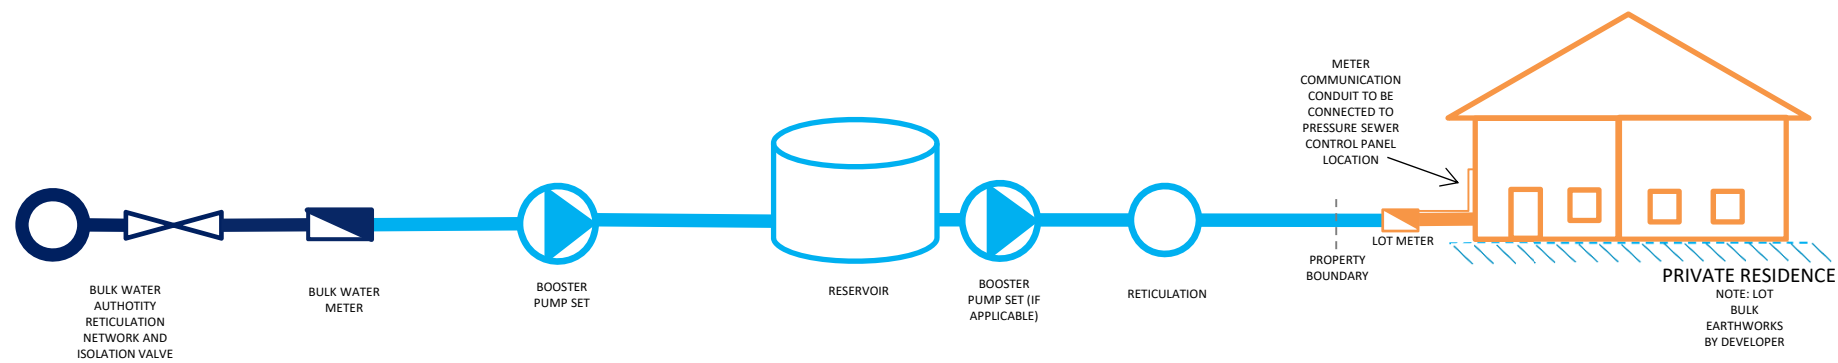 BULK WATER
AUTHOTITY
RETICULATION
NETWORK AND
ISOLATION VALVE
BULK WATER
METER
BOOSTER
PUMP SET
RESERVOIR
BOOSTER
PUMP SET (IF
APPLICABLE)
RETICULATION
METER
COMMUNICATION
CONDUIT TO BE
CONNECTED TO
PRESSURE SEWER
CONTROL PANEL
LOCATION
PROPERTY
BOUNDARY
LOT METER
PRIVATE RESIDENCE
NOTE: LOT
BULK
EARTHWORKS
BY DEVELOPER